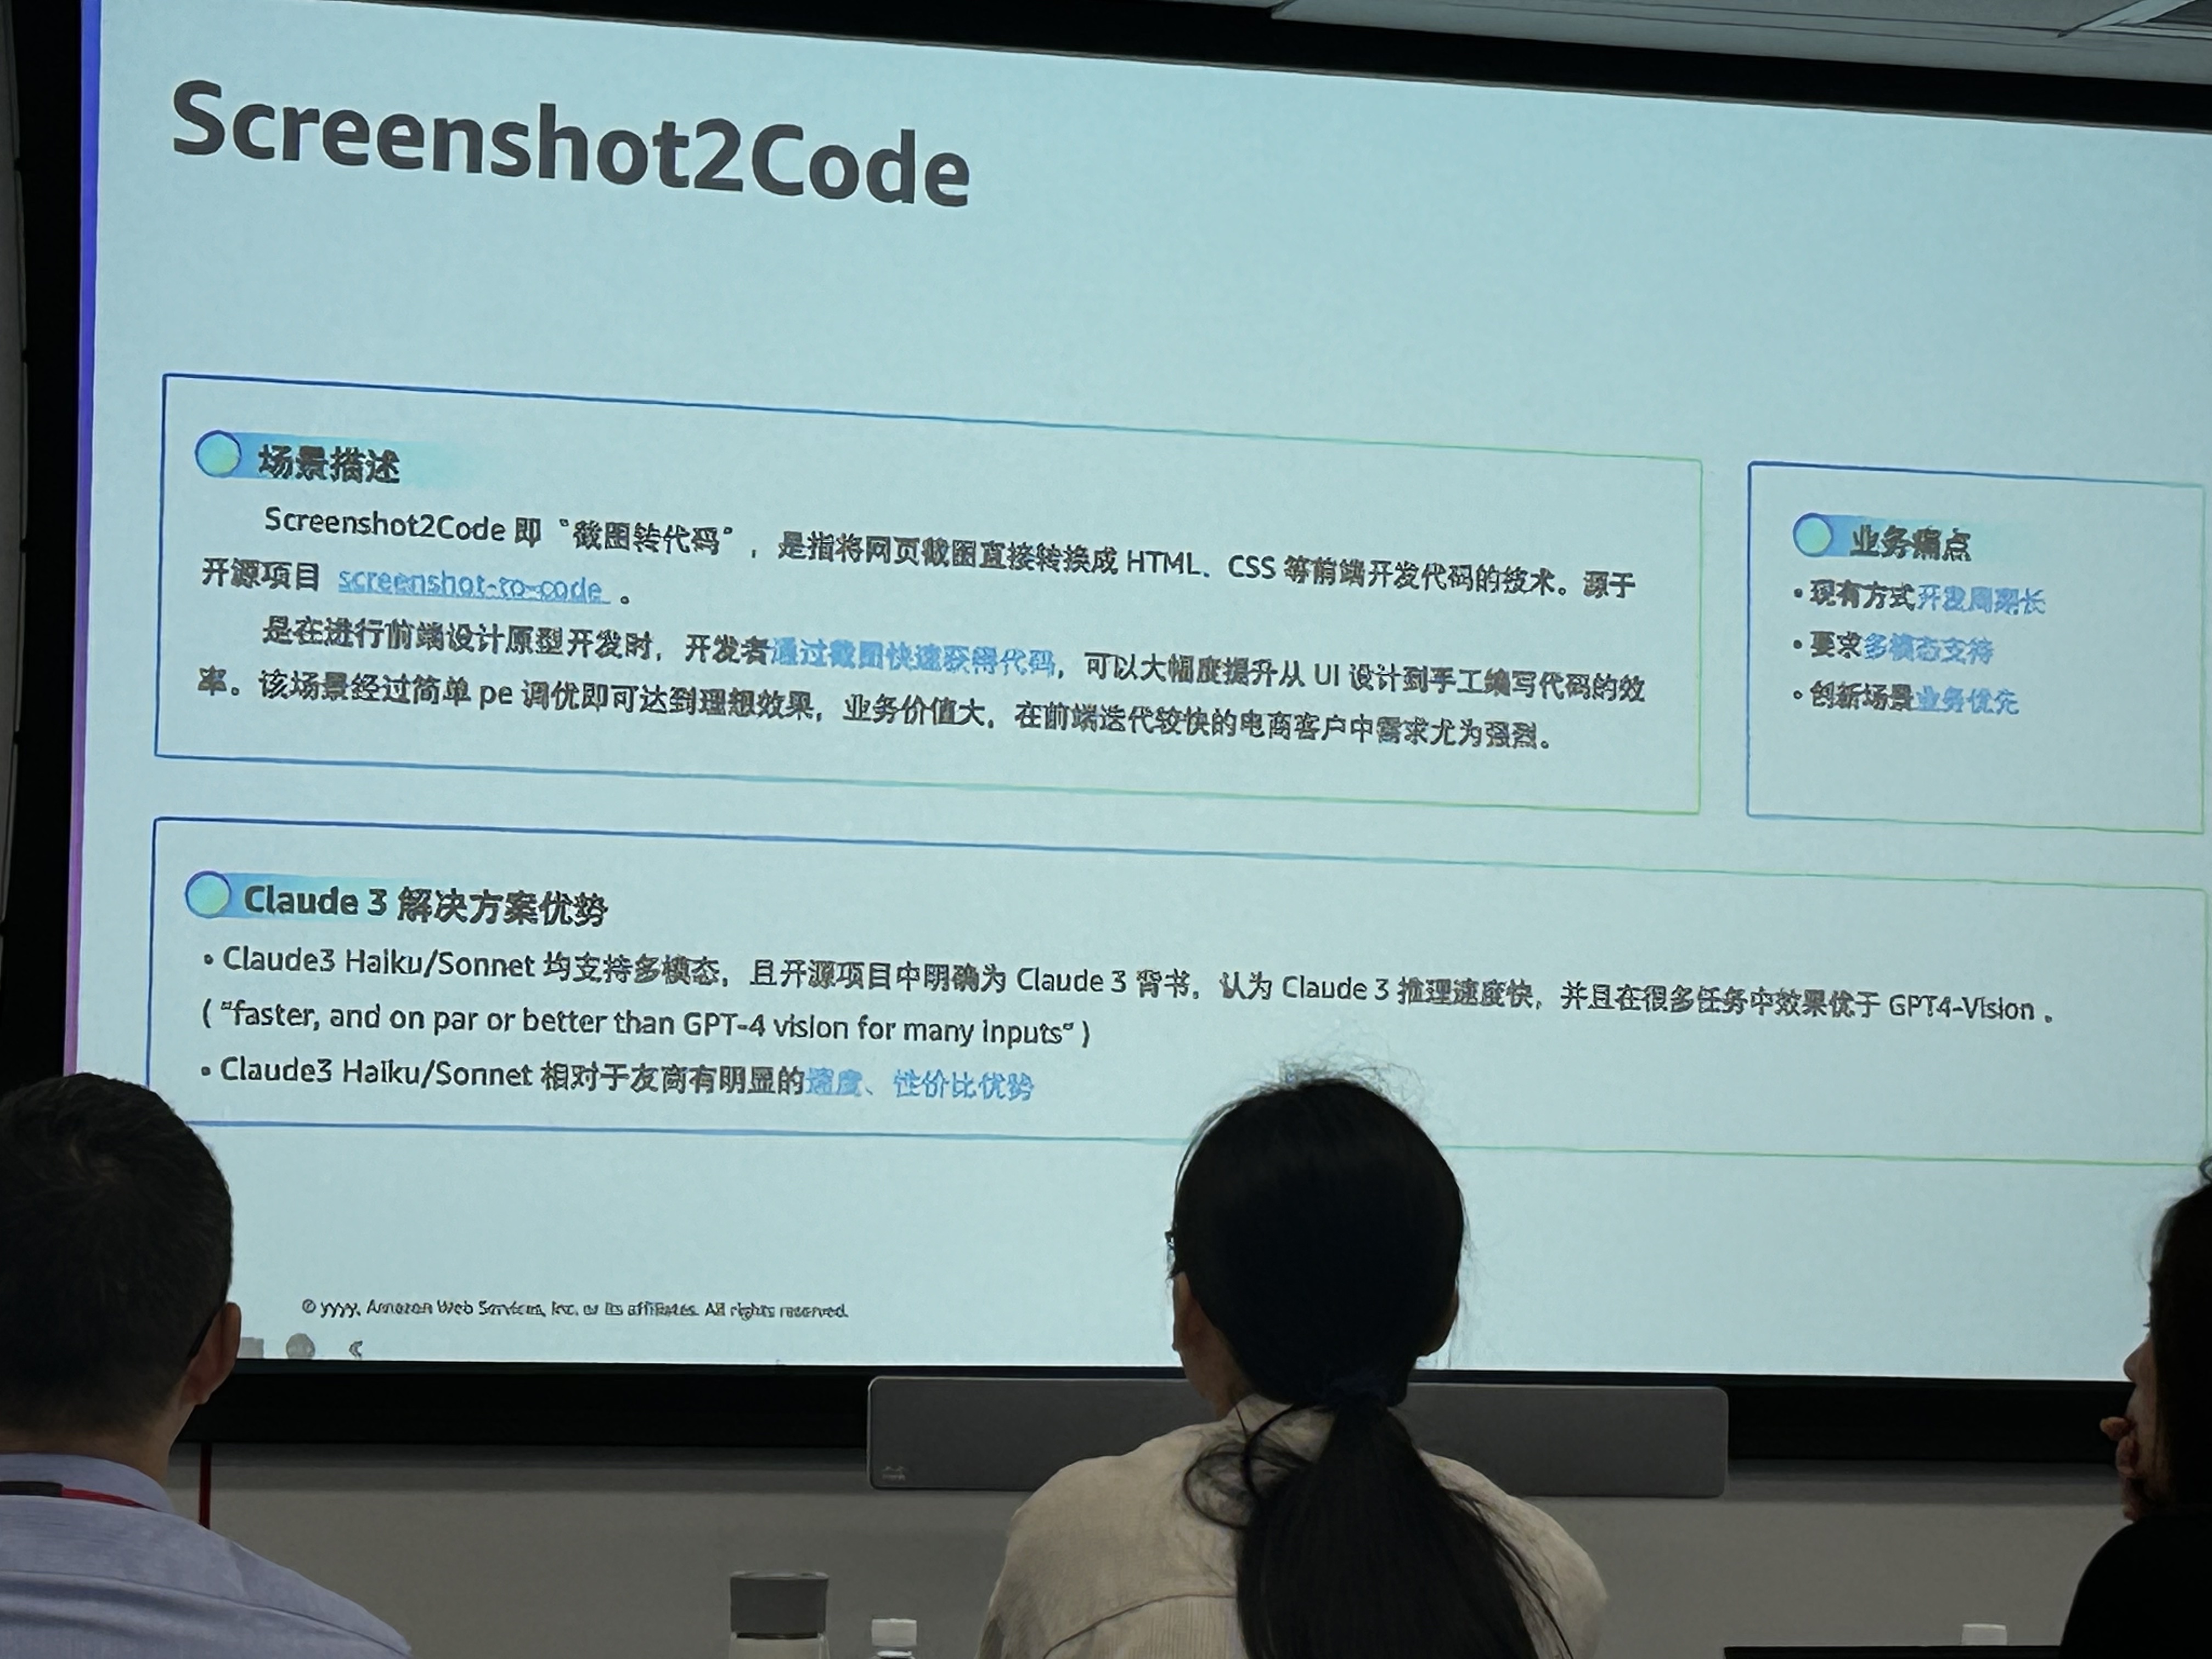 Screenshot2Code
场景描述
Screenshot2Code 即“截图转代码”，是指将网页截图直接转换成 HTML、CSS 等前端开发代码的技术。源于
开源项目 screenshot-to-code 。
是在进行前端设计原型开发时，开发者通过截图快速获得代码，可以大幅度提升从 UI 设计到手工编写代码的效
率。该场景经过简单 pe 调优即可达到理想效果，业务价值大，在前端迭代较快的电商客户中需求尤为强烈。
业务痛点
• 现有方式开发周期长
• 要求多模态支持
• 创新场景业务优先
Claude 3 解决方案优势
• Claude3 Haiku/Sonnet 均支持多模态，且开源项目中明确为 Claude 3 背书，认为 Claude 3 推理速度快，并且在很多任务中效果优于 GPT4-Vision 。
( “faster, and on par or better than GPT-4 vision for many inputs“ )
• Claude3 Haiku/Sonnet 相对于友商有明显的速度、性价比优势
© yyyy, Amazon Web Services, Inc. or its affiliates. All rights reserved.